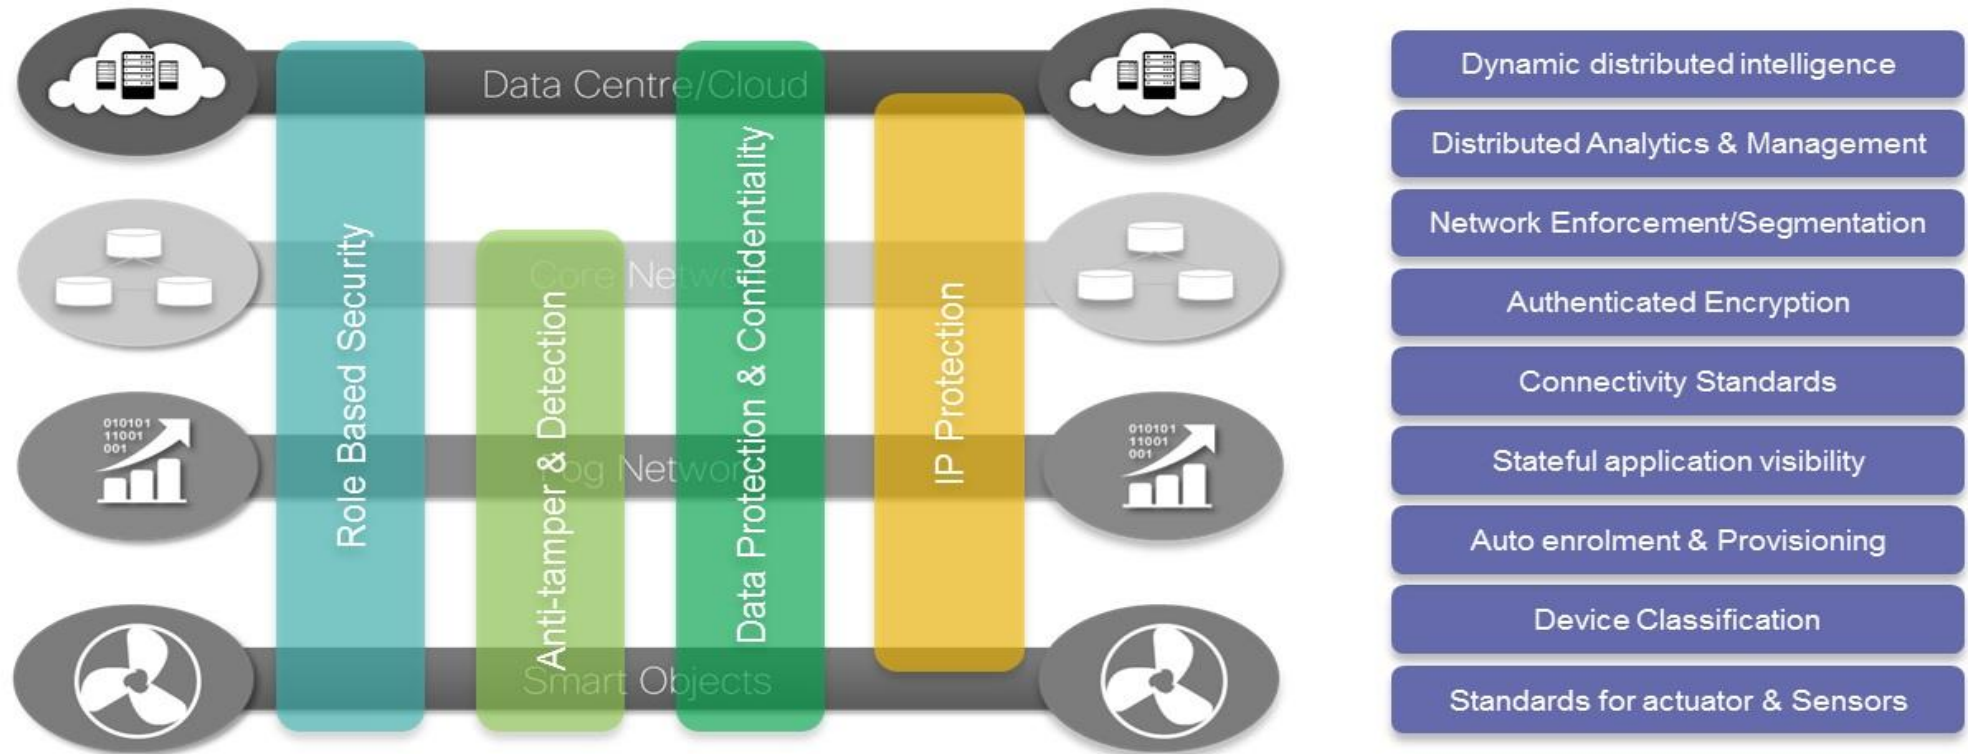 Data Centre/Cloud
Core Network
Fog Network
Smart Objects
Role Based Security
Anti-tamper & Detection
Data Protection & Confidentiality
IP Protection
010101
11001
001
010101
11001
001
Dynamic distributed intelligence
Distributed Analytics & Management
Network Enforcement/Segmentation
Authenticated Encryption
Connectivity Standards
Stateful application visibility
Auto enrolment & Provisioning
Device Classification
Standards for actuator & Sensors